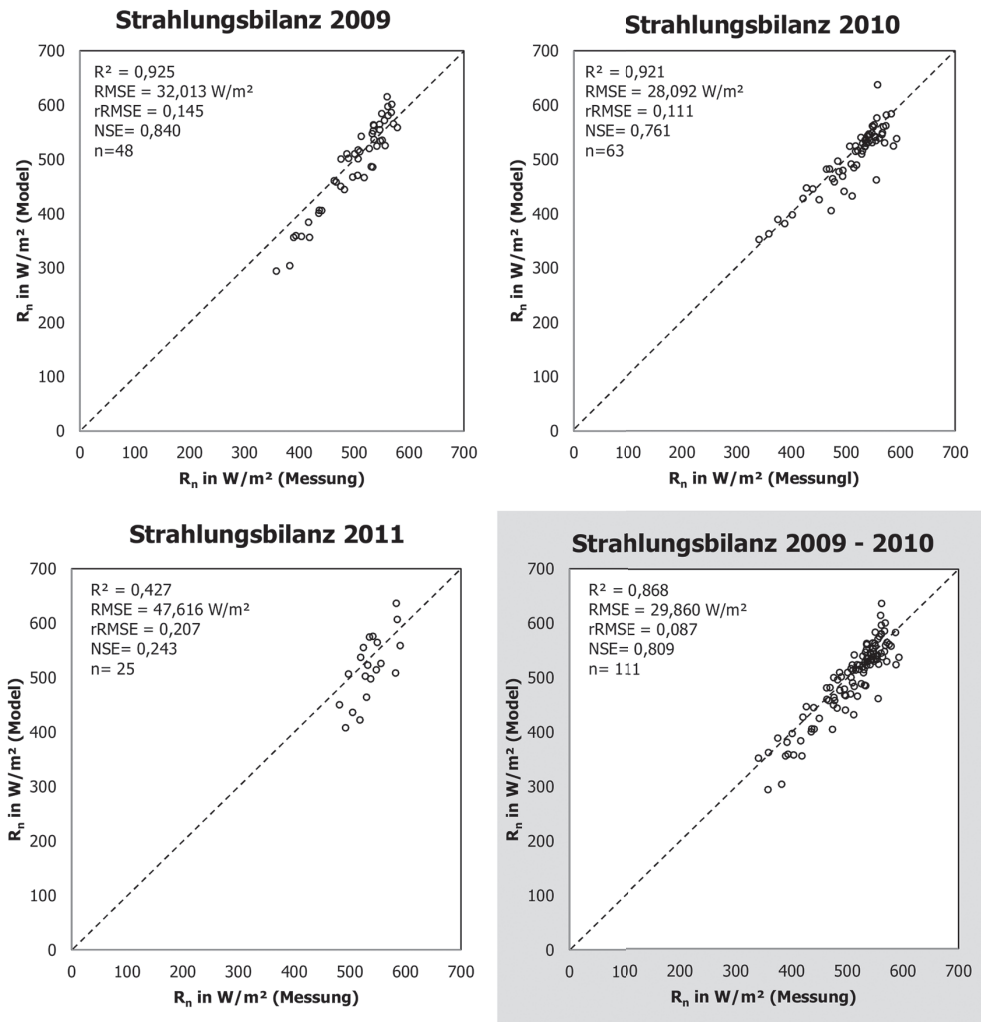 Strahlungsbilanz 2009
R² = 0,925
RMSE = 32,013 W/m²
rRMSE = 0,145
NSE= 0,840
n=48
700
600
500
400
300
200
100
0
Rn in W/m² (Model)
0 100 200 300 400 500 600 700
Rn in W/m² (Messung)
Strahlungsbilanz 2010
R² = 0,921
RMSE = 28,092 W/m²
rRMSE = 0,111
NSE= 0,761
n=63
700
600
500
400
300
200
100
0
Rn in W/m² (Model)
0 100 200 300 400 500 600 700
Rn in W/m² (Messungl)
Strahlungsbilanz 2011
R² = 0,427
RMSE = 47,616 W/m²
rRMSE = 0,207
NSE= 0,243
n= 25
700
600
500
400
300
200
100
0
Rn in W/m² (Model)
0 100 200 300 400 500 600 700
Rn in W/m² (Messung)
Strahlungsbilanz 2009 - 2010
R² = 0,868
RMSE = 29,860 W/m²
rRMSE = 0,087
NSE= 0,809
n= 111
700
600
500
400
300
200
100
0
Rn in W/m² (Model)
0 100 200 300 400 500 600 700
Rn in W/m² (Messung)